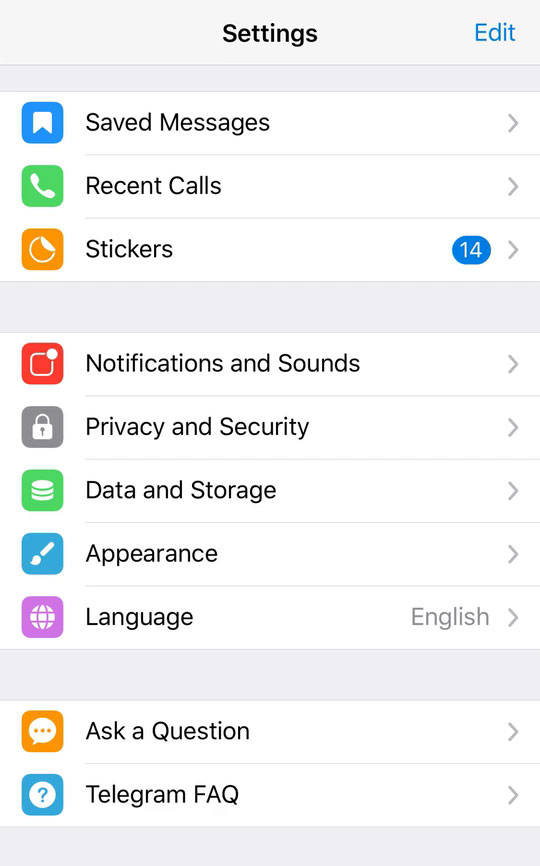 Settings Edit
Saved Messages
Recent Calls
Stickers 14
Notifications and Sounds
Privacy and Security
Data and Storage
Appearance
Language English
Ask a Question
Telegram FAQ